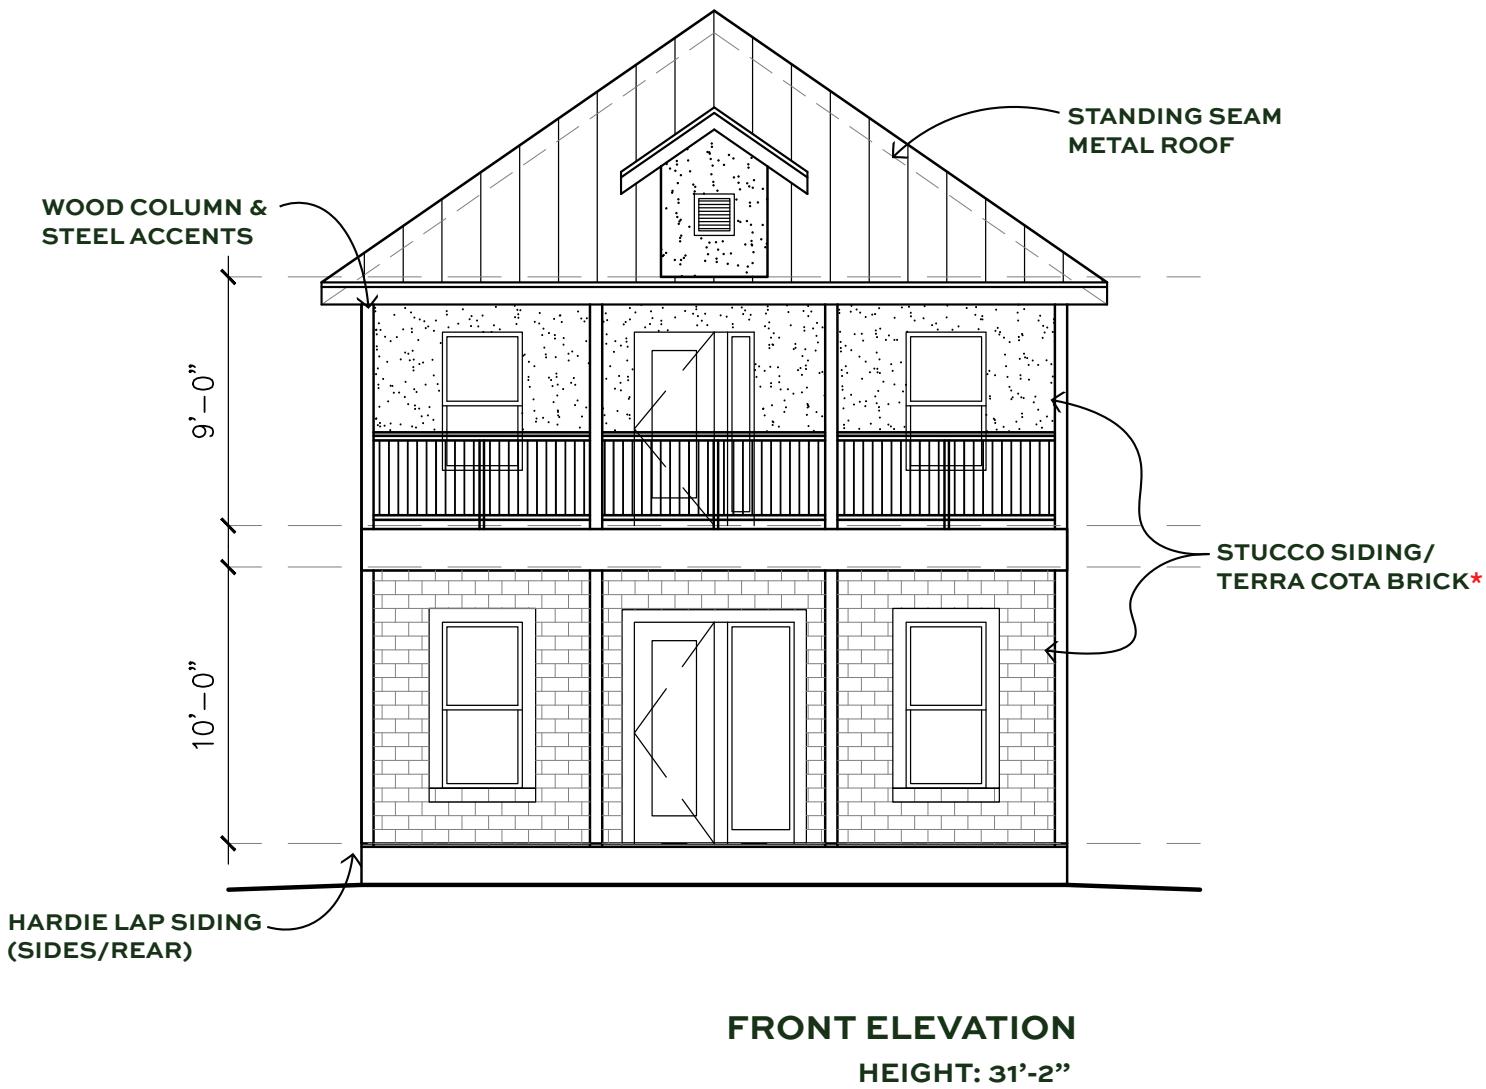 STANDING SEAM
METAL ROOF
WOOD COLUMN &
STEEL ACCENTS
9'-0"
STUCCO SIDING/
TERRA COTA BRICK*
10'-0"
HARDIE LAP SIDING
(SIDES/REAR)
FRONT ELEVATION
HEIGHT: 31'-2"